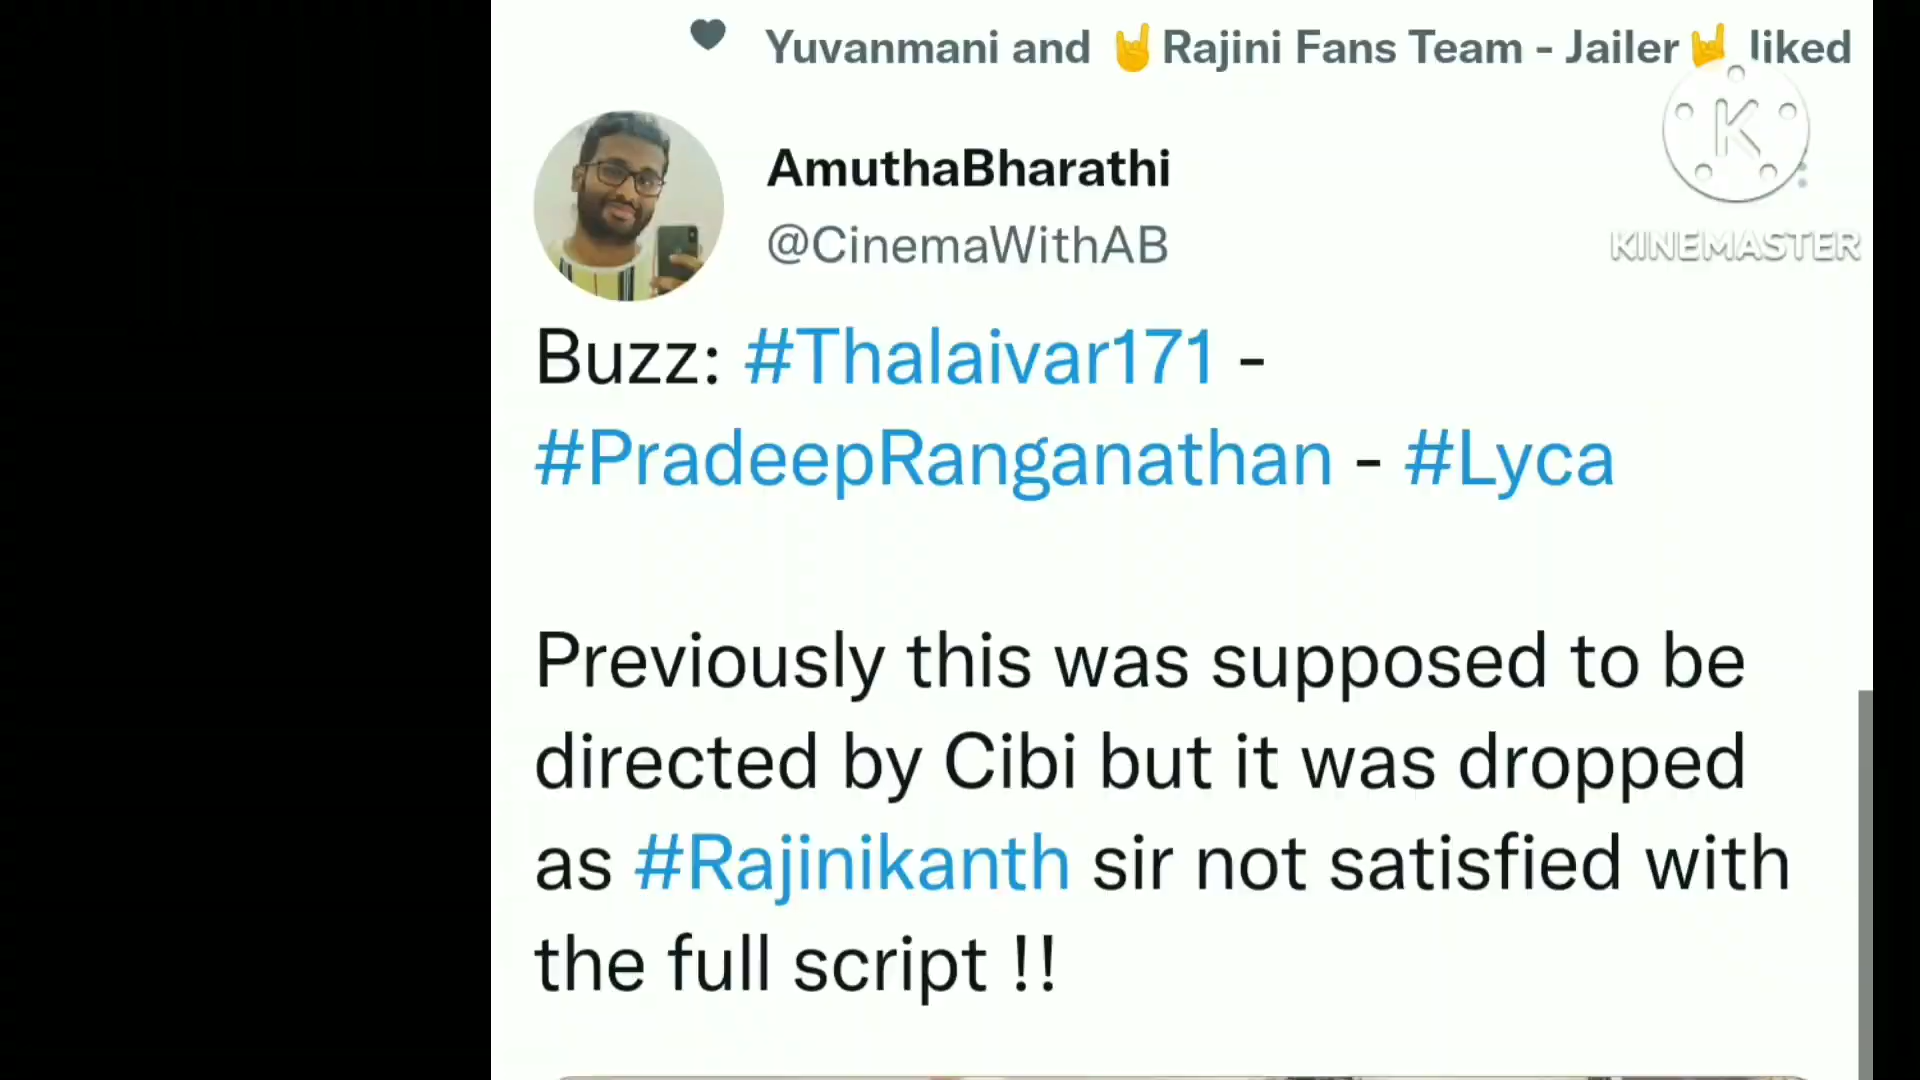 Yuvanmani and 🤘Rajini Fans Team - Jailer🤘 liked
AmuthaBharathi
@CinemaWithAB
K
KINEMASTER
Buzz: #Thalaivar171 -
#PradeepRanganathan - #Lyca
Previously this was supposed to be
directed by Cibi but it was dropped
as #Rajinikanth sir not satisfied with
the full script !!